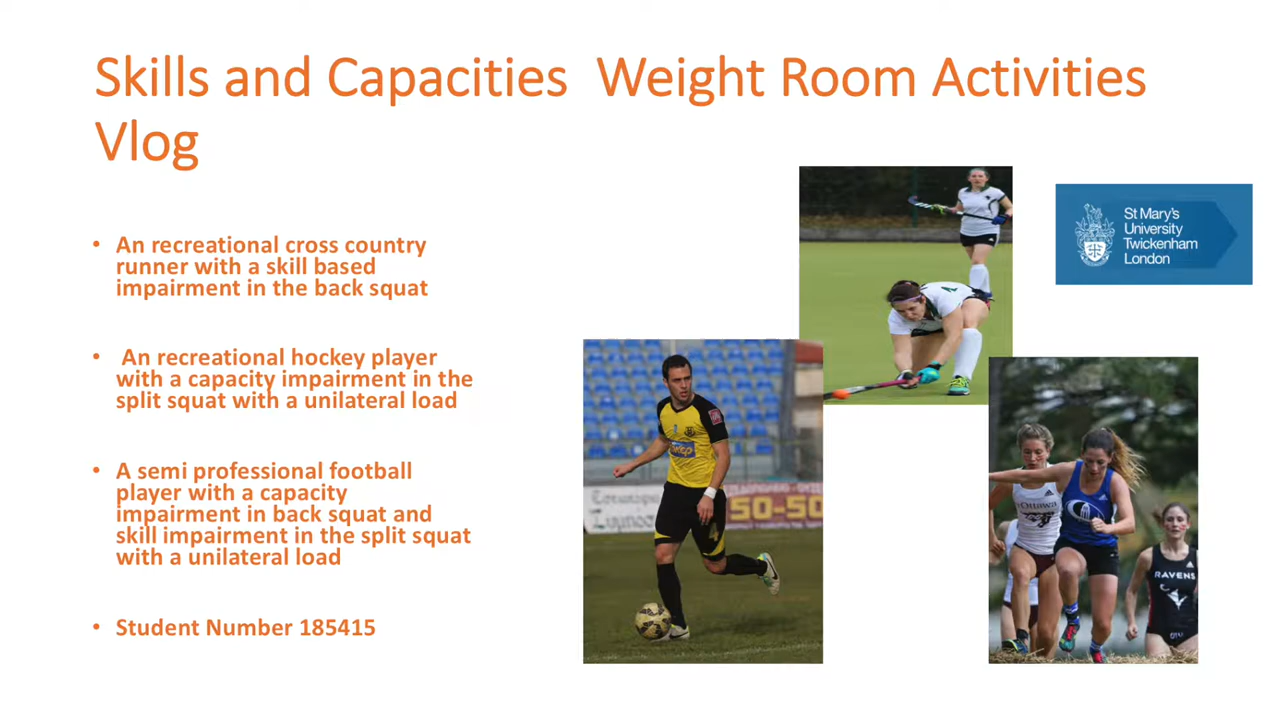 Skills and Capacities  Weight Room Activities
Vlog
• An recreational cross country
runner with a skill based
impairment in the back squat
• An recreational hockey player
with a capacity impairment in the
split squat with a unilateral load
• A semi professional football
player with a capacity
impairment in back squat and
skill impairment in the split squat
with a unilateral load
• Student Number 185415
St Mary's
University
Twickenham
London
50-50
RAVENS